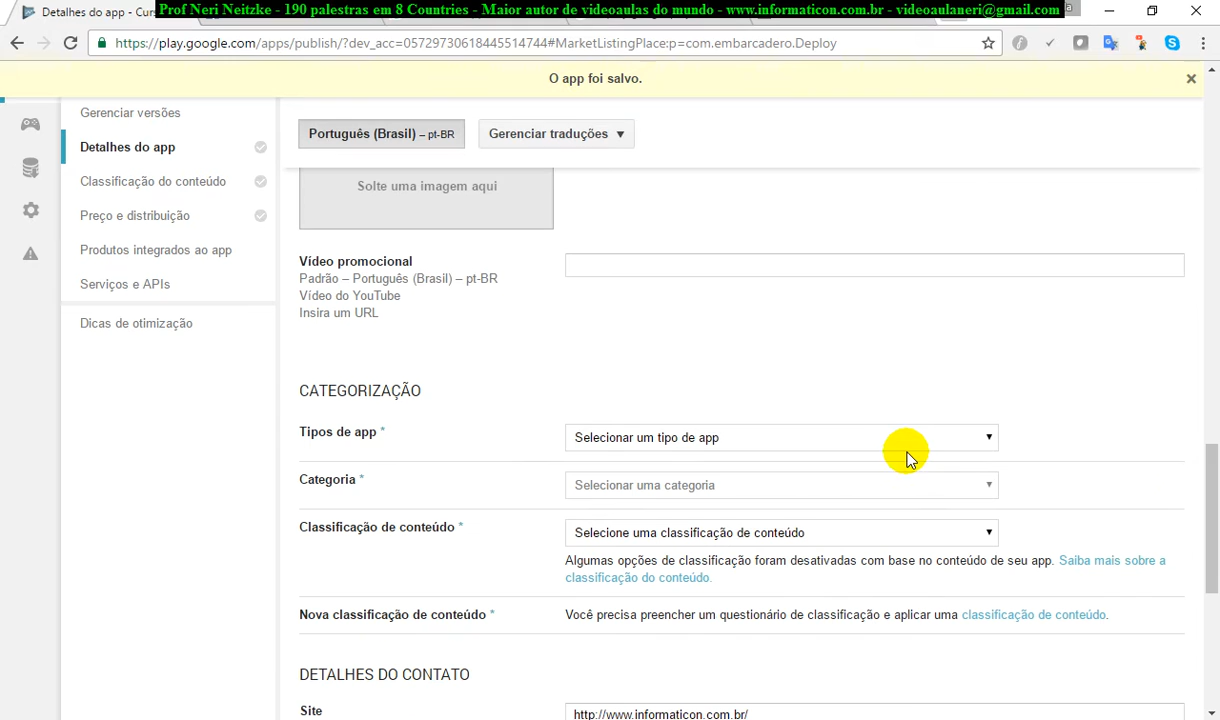 Detalhes do app - Curs
Prof Neri Neitzke - 190 palestras em 8 Countries - Maior autor de videoaulas do mundo - www.informaticon.com.br - videoaulaneri@gmail.com
https://play.google.com/apps/publish/?dev_acc=05729730618445514744#MarketListingPlace:p=com.embarcadero.Deploy
O app foi salvo.
Gerenciar versões
Detalhes do app
Classificação do conteúdo
Preço e distribuição
Produtos integrados ao app
Serviços e APIs
Dicas de otimização
Português (Brasil) – pt-BR
Gerenciar traduções
Solte uma imagem aqui
Vídeo promocional
Padrão – Português (Brasil) – pt-BR
Vídeo do YouTube
Insira um URL
CATEGORIZAÇÃO
Tipos de app *
Selecionar um tipo de app
Categoria *
Selecionar uma categoria
Classificação de conteúdo *
Selecione uma classificação de conteúdo
Algumas opções de classificação foram desativadas com base no conteúdo de seu app. Saiba mais sobre a
classificação do conteúdo.
Nova classificação de conteúdo *
Você precisa preencher um questionário de classificação e aplicar uma classificação de conteúdo.
DETALHES DO CONTATO
Site
http://www.informaticon.com.br/